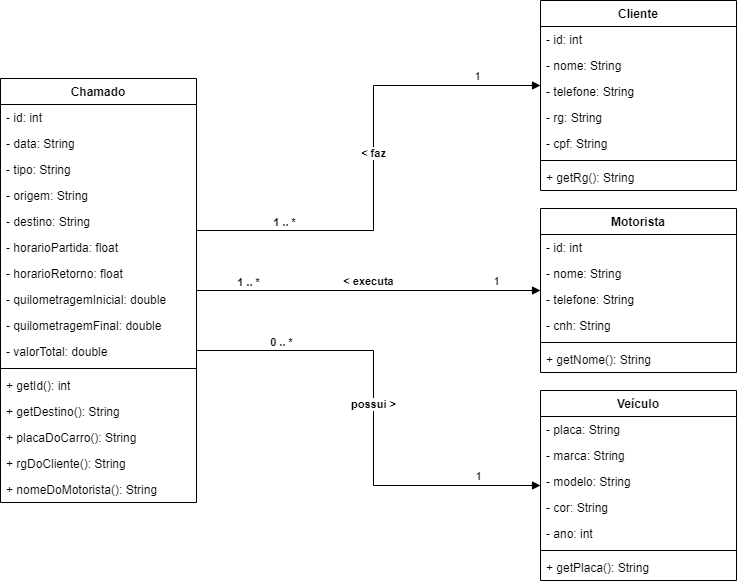 Chamado
- id: int
- data: String
- tipo: String
- origem: String
- destino: String
- horarioPartida: float
- horarioRetorno: float
- quilometragemInicial: double
- quilometragemFinal: double
- valorTotal: double
+ getId(): int
+ getDestino(): String
+ placaDoCarro(): String
+ rgDoCliente(): String
+ nomeDoMotorista(): String
1 .. *
< faz
1
1 .. *
< executa
1
0 .. *
possui >
1
Cliente
- id: int
- nome: String
- telefone: String
- rg: String
- cpf: String
+ getRg(): String
Motorista
- id: int
- nome: String
- telefone: String
- cnh: String
+ getNome(): String
Veículo
- placa: String
- marca: String
- modelo: String
- cor: String
- ano: int
+ getPlaca(): String